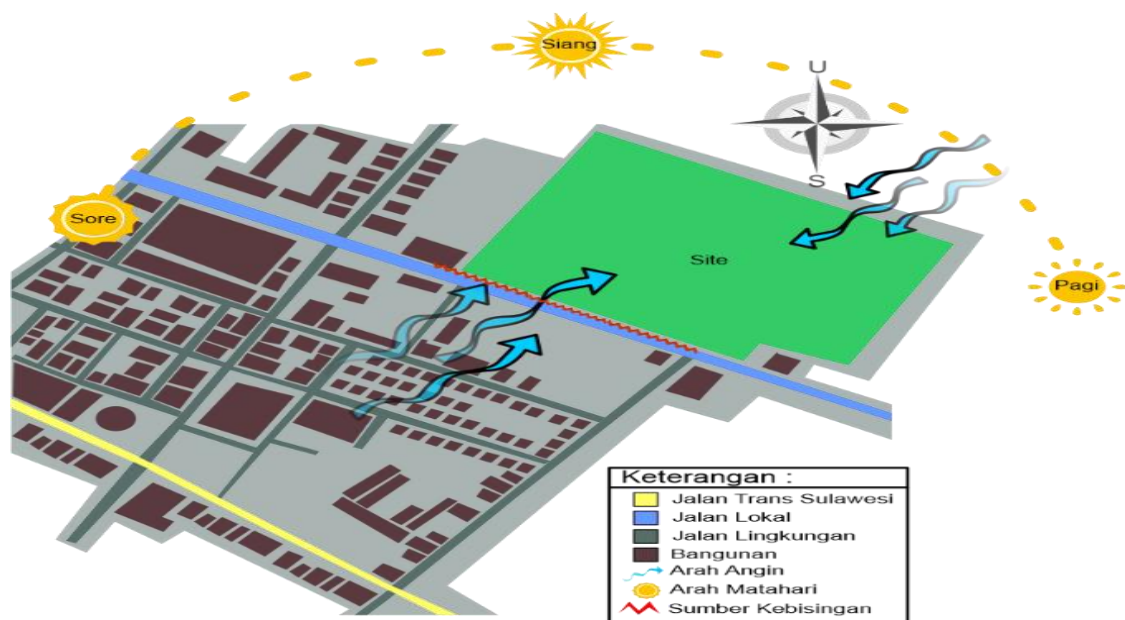 Siang
U
S
Sore
Site
Pagi
Keterangan :
Jalan Trans Sulawesi
Jalan Lokal
Jalan Lingkungan
Bangunan
Arah Angin
Arah Matahari
Sumber Kebisingan